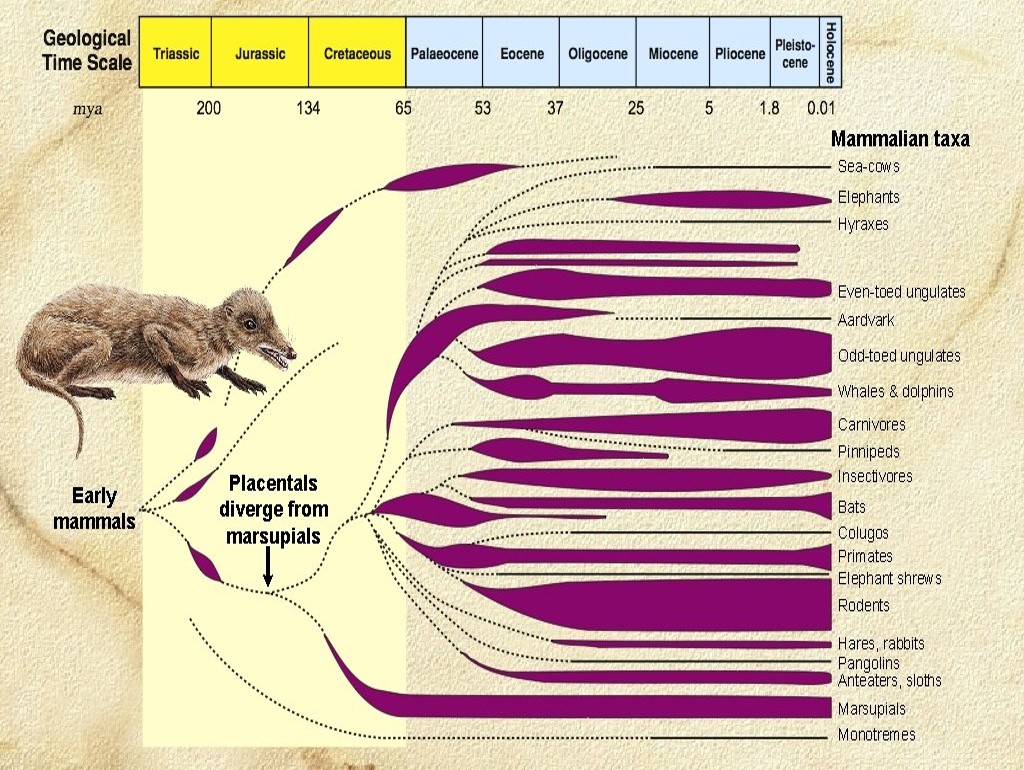 Geological
Time Scale
Triassic Jurassic Cretaceous Palaeocene Eocene Oligocene Miocene Pliocene Pleisto-
cene Holocene
mya 200 134 65 53 37 25 5 1.8 0.01
Mammalian taxa
Sea-cows
Elephants
Hyraxes
Even-toed ungulates
Aardvark
Odd-toed ungulates
Whales & dolphins
Carnivores
Pinnipeds
Insectivores
Placentals
diverge from
marsupials
Early
mammals
Bats
Colugos
Primates
Elephant shrews
Rodents
Hares, rabbits
Pangolins
Anteaters, sloths
Marsupials
Monotremes